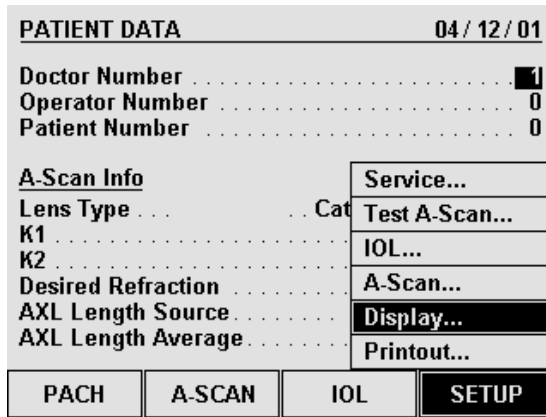 PATIENT DATA 04/12/01
Doctor Number . . . . . . . . . . . . . . . . . . . . . . . . 1
Operator Number . . . . . . . . . . . . . . . . . . . . . 0
Patient Number . . . . . . . . . . . . . . . . . . . . . . 0
A-Scan Info
Lens Type . . . . . Cat
K1 . . . . . . . . . . . . . . . . . . . .
K2 . . . . . . . . . . . . . . . . . . . .
Desired Refraction . . . . . . . .
AXL Length Source . . . . . . . .
AXL Length Average . . . . . . .
Service...
Test A-Scan...
IOL...
A-Scan...
Display...
Printout...
PACH A-SCAN IOL SETUP